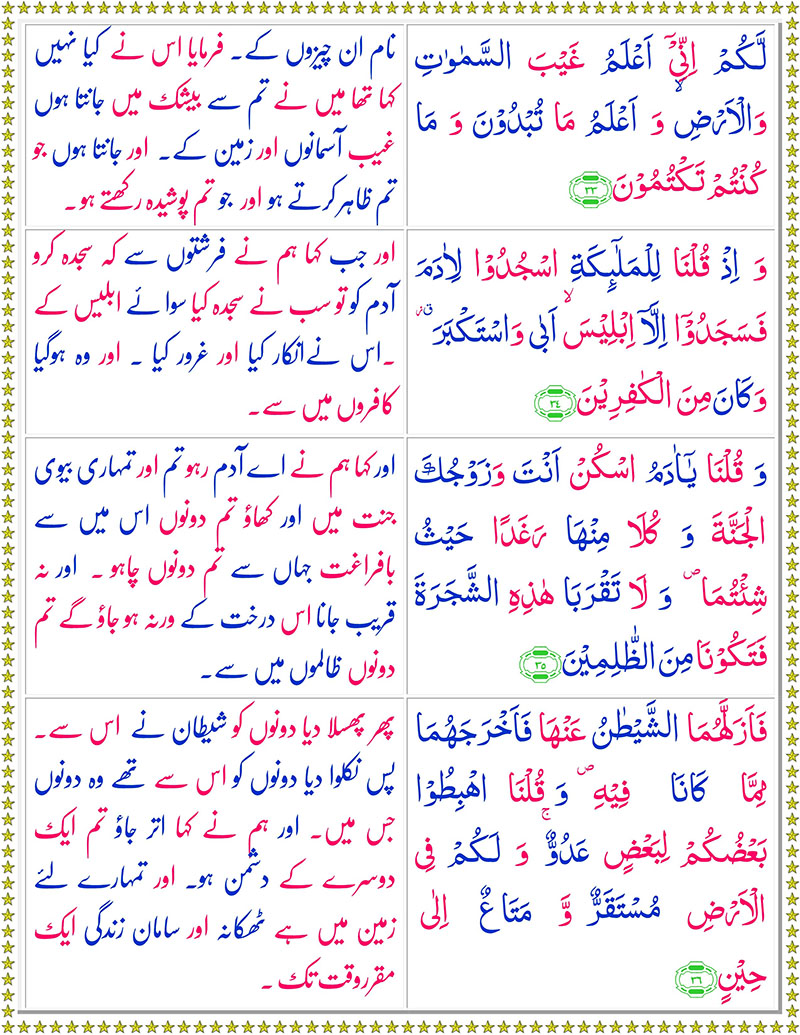 لَّكُمْ اِنِّیْۤ اَعْلَمُ غَیْبَ السَّمٰوٰتِ
وَالْاَرْضِ ۙ وَ اَعْلَمُ مَا تُبْدُوْنَ وَ مَا
كُنْتُمْ تَكْتُمُوْنَ ۝۳۳
نام ان چیزوں کے۔ فرمایا اس نے کیا نہیں
کہا تھا میں نے تم سے بیشک میں جانتا ہوں
غیب آسمانوں اور زمین کے۔ اور جانتا ہوں جو
تم ظاہر کرتے ہو اور جو تم پوشیدہ رکھتے ہو۔
وَ اِذْ قُلْنَا لِلْمَلٰٓىِٕكَةِ اسْجُدُوْا لِاٰدَمَ
فَسَجَدُوْۤا اِلَّاۤ اِبْلِیْسَ ؕ اَبٰی وَاسْتَكْبَرَ ٘ۗ
وَكَانَ مِنَ الْكٰفِرِیْنَ ۝۳۴
اور جب کہا ہم نے فرشتوں سے کہ سجدہ کرو
آدم کو تو سب نے سجدہ کیا سوائے ابلیس کے
۔اس نے انکار کیا اور غرور کیا ۔ اور وہ ہوگیا
کافروں میں سے۔
وَ قُلْنَا یٰۤاٰدَمُ اسْكُنْ اَنْتَ وَزَوْجُكَ
الْجَنَّةَ وَ كُلَا مِنْهَا رَغَدًا حَیْثُ
شِئْتُمَا ۪ وَ لَا تَقْرَبَا هٰذِهِ الشَّجَرَةَ
فَتَكُوْنَا مِنَ الظّٰلِمِیْنَ ۝۳۵
اور کہا ہم نے اے آدم رہو تم اور تمہاری بیوی
جنت میں اور کھاؤ تم دونوں اس میں سے
بافراغت جہاں سے تم دونوں چاہو ۔ اور نہ
قریب جانا اس درخت کے ورنہ ہو جاؤ گے تم
دونوں ظالموں میں سے۔
فَاَزَلَّهُمَا الشَّیْطٰنُ عَنْهَا فَاَخْرَجَهُمَا
مِمَّا كَانَا فِیْهِ ۪ وَ قُلْنَا اهْبِطُوْا
بَعْضُكُمْ لِبَعْضٍ عَدُوٌّ ۚ وَ لَكُمْ فِی
الْاَرْضِ مُسْتَقَرٌّ وَّ مَتَاعٌ اِلٰی
حِیْنٍ ۝۳۶
پھر پھسلا دیا دونوں کو شیطان نے اس سے۔
پس نکلوا دیا دونوں کو اس سے تھے وہ دونوں
جس میں۔ اور ہم نے کہا اتر جاؤ تم ایک
دوسرے کے دشمن ہو۔ اور تمہارے لئے
زمین میں ہے ٹھکانہ اور سامان زندگی ایک
مقرر وقت تک ۔